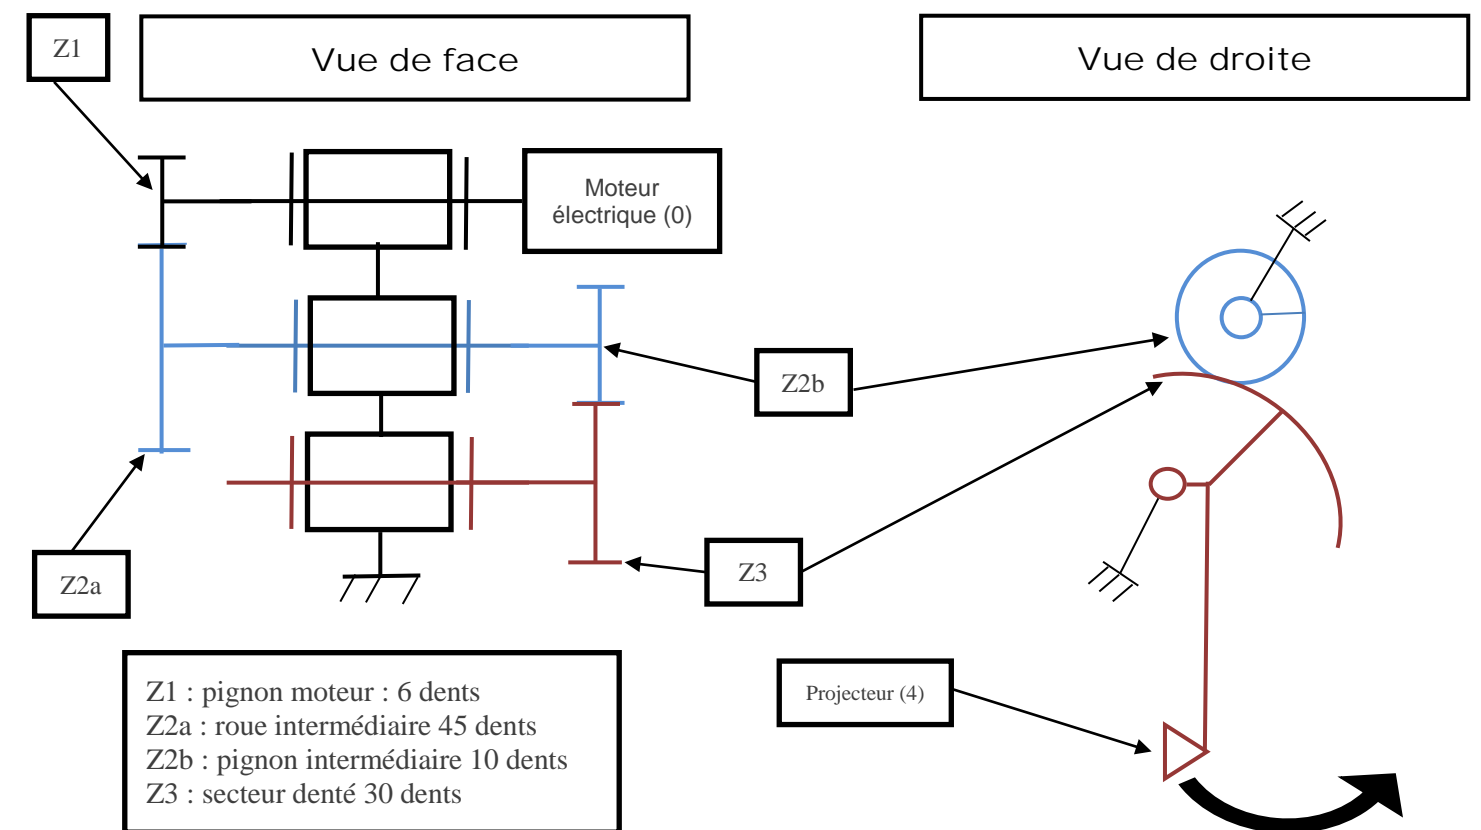 Z1
Vue de face
Vue de droite
Moteur
électrique (0)
Z2b
Z2a
Z3
Projecteur (4)
Z1 : pignon moteur : 6 dents
Z2a : roue intermédiaire 45 dents
Z2b : pignon intermédiaire 10 dents
Z3 : secteur denté 30 dents